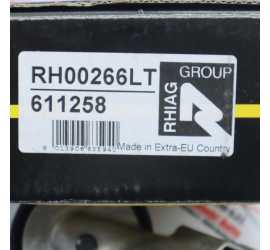 RH00266LT
611258
RHIAG
GROUP
Made in Extra-EU Country